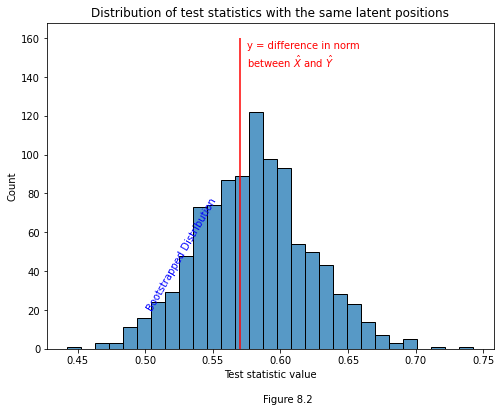 Distribution of test statistics with the same latent positions
160
140
120
100
80
60
40
20
0
Count
y = difference in norm
between X̂ and Ŷ
Bootstrapped Distribution
0.45 0.50 0.55 0.60 0.65 0.70 0.75
Test statistic value
Figure 8.2